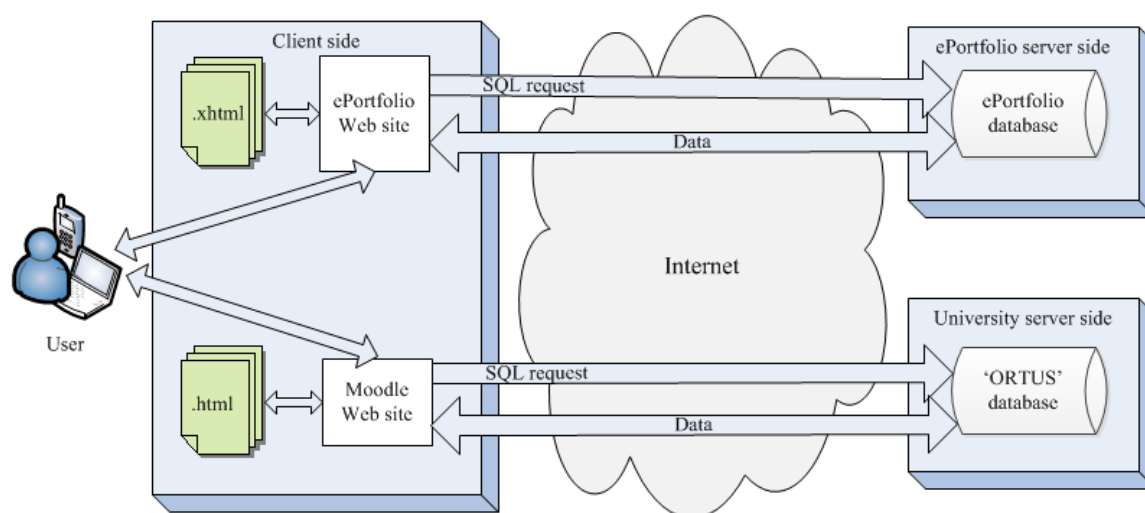 Client side
ePortfolio server side
.xhtml
ePortfolio
Web site
SQL request
Data
ePortfolio
database
Internet
User
University server side
.html
Moodle
Web site
SQL request
Data
‘ORTUS’
database